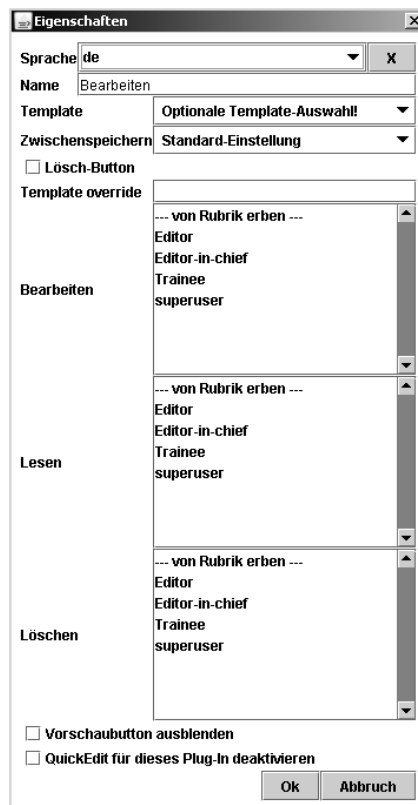 Eigenschaften
Sprache de X
Name Bearbeiten
Template Optionale Template-Auswahl!
Zwischenspeichern Standard-Einstellung
Lösch-Button
Template override
Bearbeiten
--- von Rubrik erben ---
Editor
Editor-in-chief
Trainee
superuser
Lesen
--- von Rubrik erben ---
Editor
Editor-in-chief
Trainee
superuser
Löschen
--- von Rubrik erben ---
Editor
Editor-in-chief
Trainee
superuser
Vorschaubutton ausblenden
QuickEdit für dieses Plug-In deaktivieren
Ok Abbruch